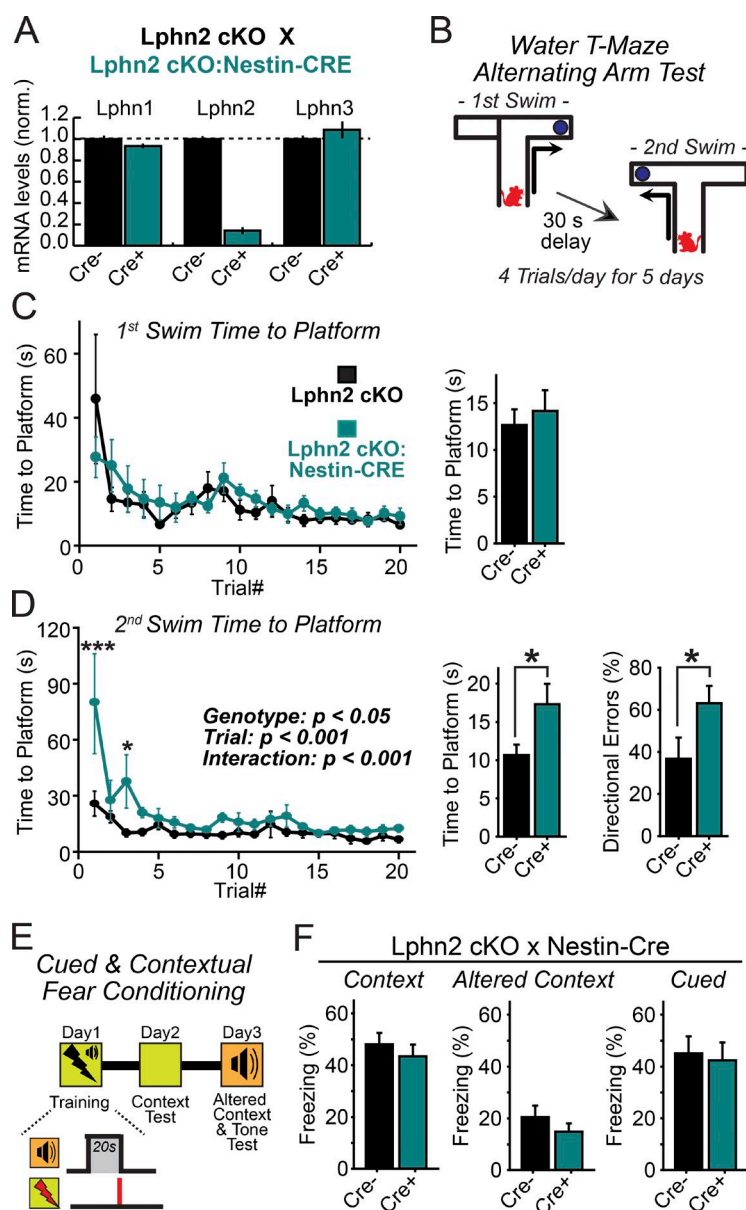 A
Lphn2 cKO X
Lphn2 cKO:Nestin-CRE
Lphn1 Lphn2 Lphn3
mRNA levels (norm.)
1.2
1.0
0.8
0.6
0.4
0.2
0.0
Cre- Cre+ Cre- Cre+ Cre- Cre+
B
Water T-Maze
Alternating Arm Test
- 1st Swim -
- 2nd Swim -
30 s
delay
4 Trials/day for 5 days
C
1st Swim Time to Platform
Time to Platform (s)
60
40
20
0
0 5 10 15 20
Trial#
Lphn2 cKO
Lphn2 cKO:
Nestin-CRE
Time to Platform (s)
15
10
5
0
Cre- Cre+
D
2nd Swim Time to Platform
Time to Platform (s)
120
90
60
30
0
0 5 10 15 20
Trial#
***
*
Genotype: p < 0.05
Trial: p < 0.001
Interaction: p < 0.001
Time to Platform (s)
20
15
10
5
0
*
Cre- Cre+
Directional Errors (%)
80
60
40
20
0
*
Cre- Cre+
E
Cued & Contextual
Fear Conditioning
Day1 Day2 Day3
Training
Context
Test
Altered
Context
& Tone
Test
20s
F
Lphn2 cKO x Nestin-Cre
Context Altered Context Cued
Freezing (%)
60
40
20
0
Cre- Cre+
Freezing (%)
60
40
20
0
Cre- Cre+
Freezing (%)
60
40
20
0
Cre- Cre+